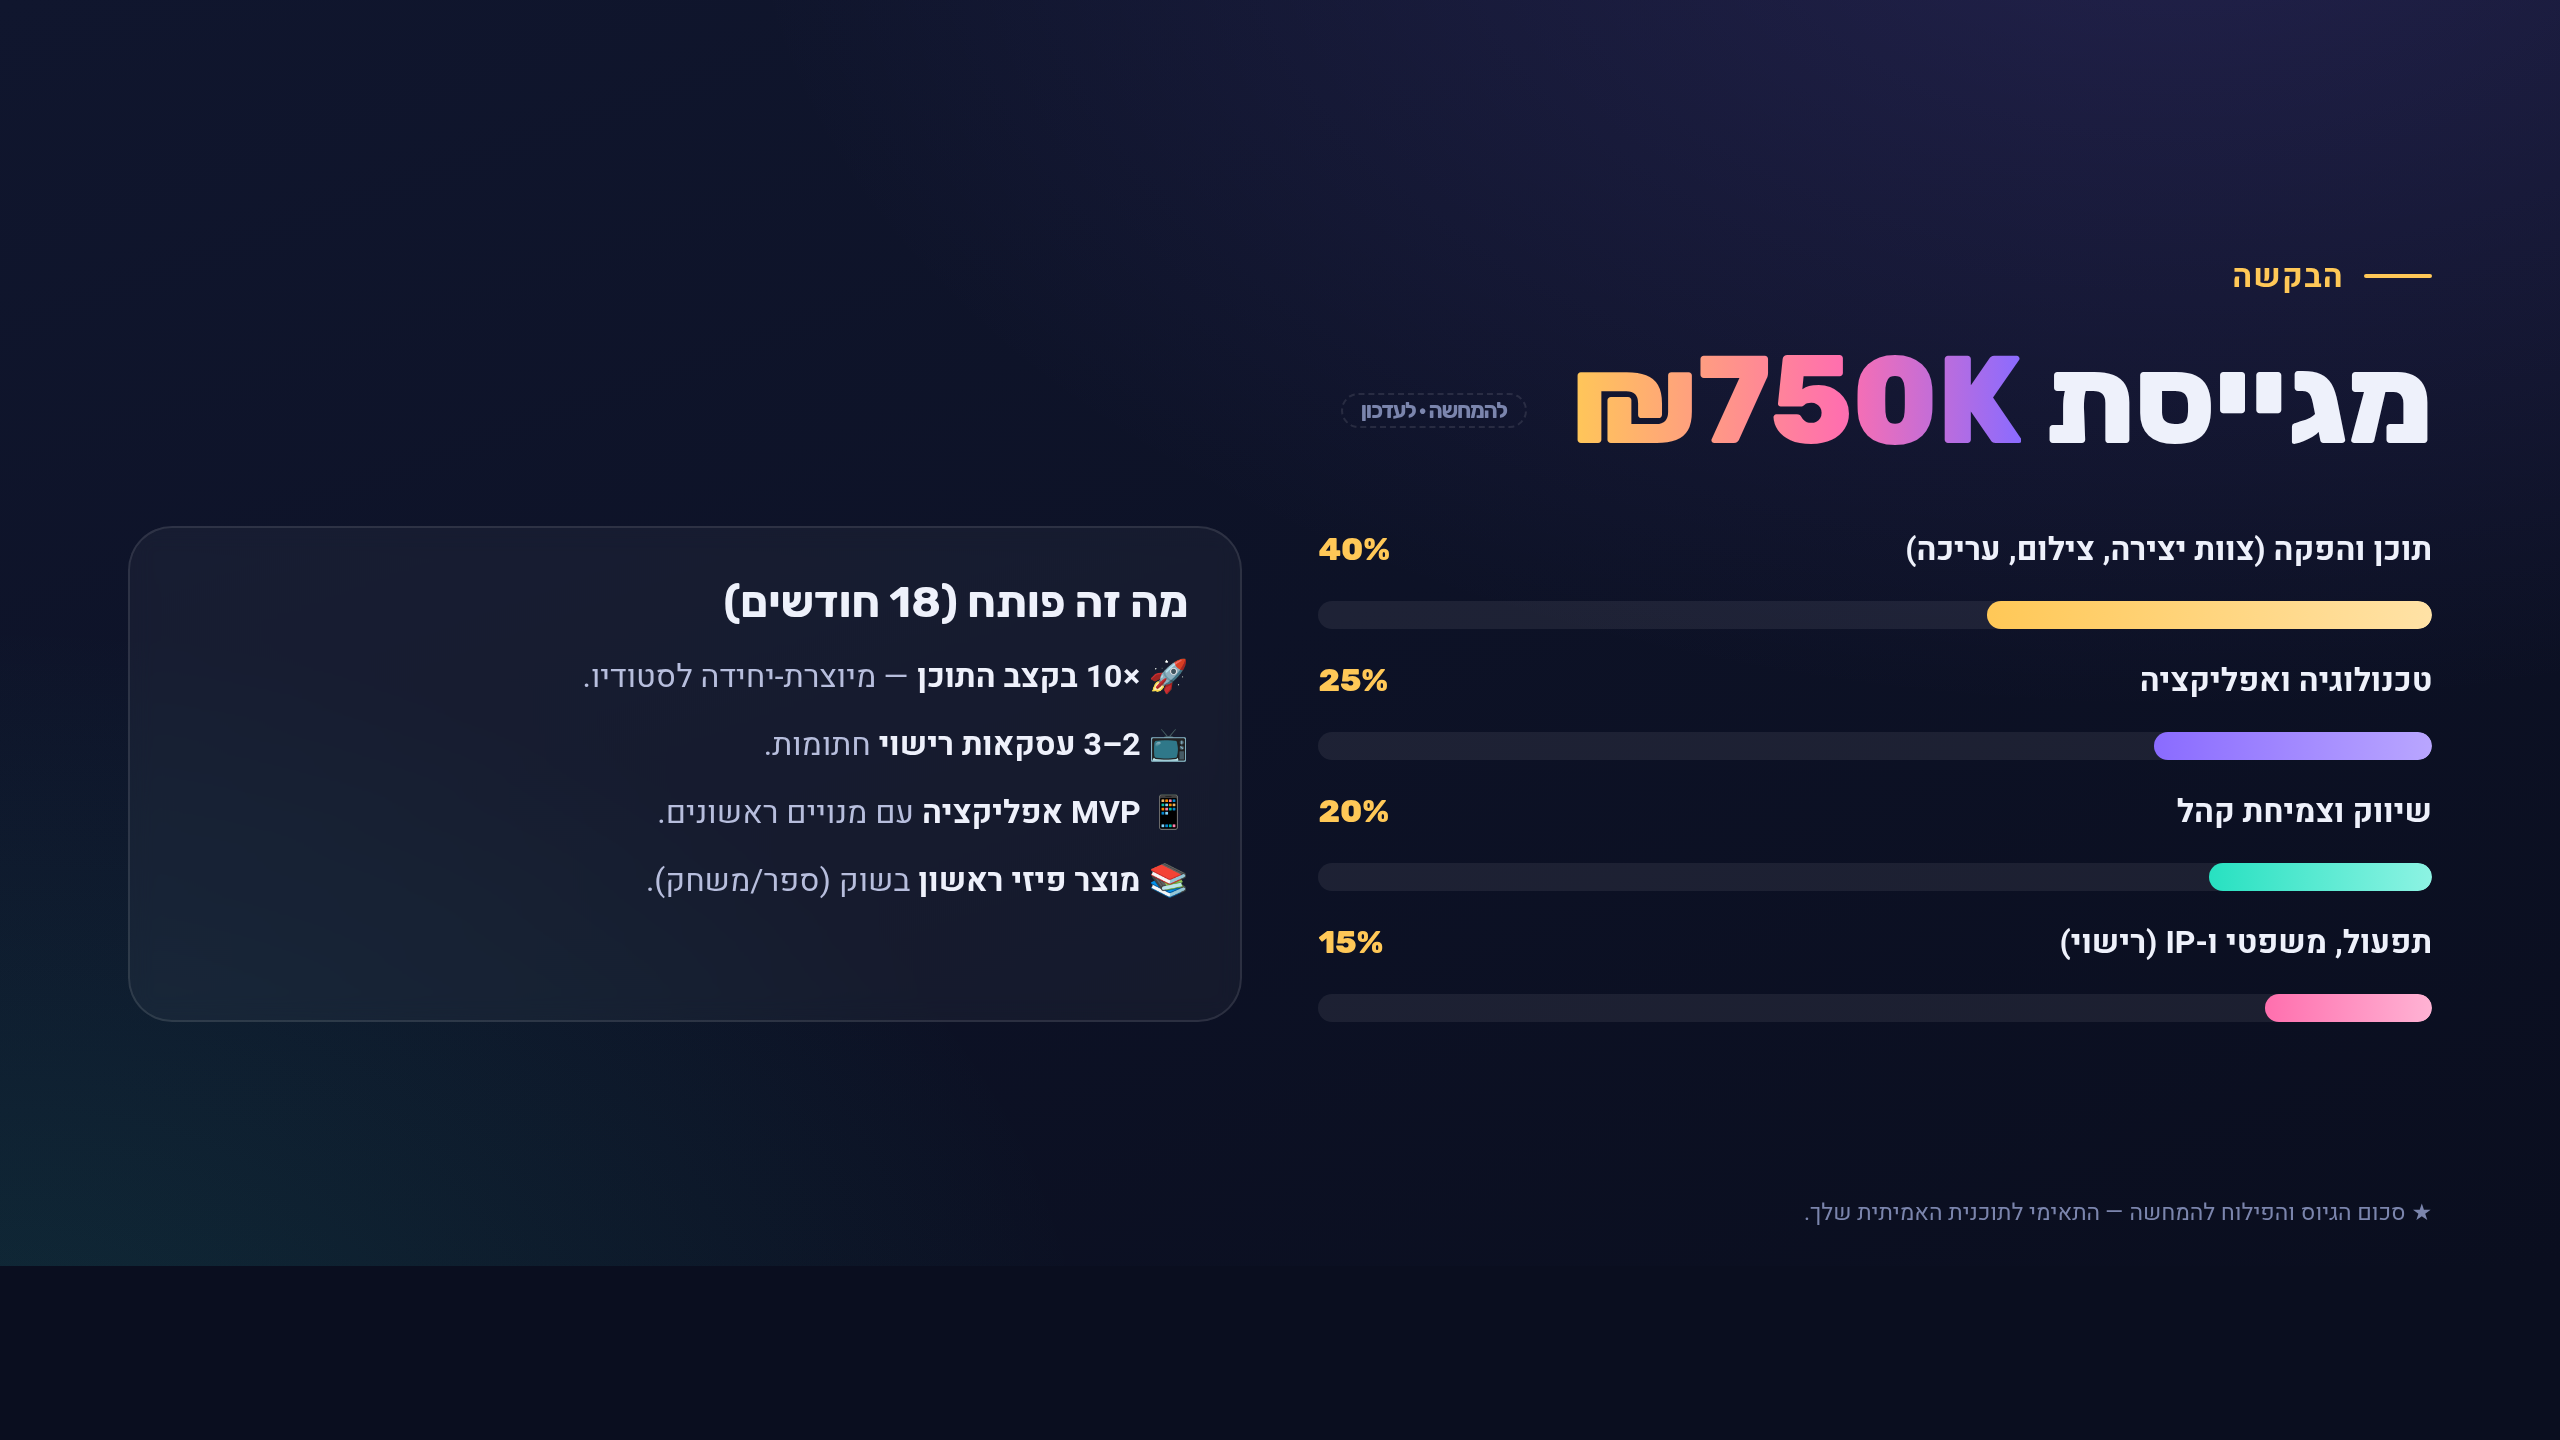 הבקשה
מגייסת 750K₪ להמחשה • לעדכון
תוכן והפקה (צוות יצירה, צילום, עריכה) 40%
טכנולוגיה ואפליקציה 25%
שיווק וצמיחת קהל 20%
תפעול, משפטי ו-IP (רישוי) 15%
מה זה פותח (18 חודשים)
🚀 ×10 בקצב התוכן — מיוצרת-יחידה לסטודיו.
📺 2–3 עסקאות רישוי חתומות.
📱 MVP אפליקציה עם מנויים ראשונים.
📚 מוצר פיזי ראשון בשוק (ספר/משחק).
★ סכום הגיוס והפילוח להמחשה — התאימי לתוכנית האמיתית שלך.